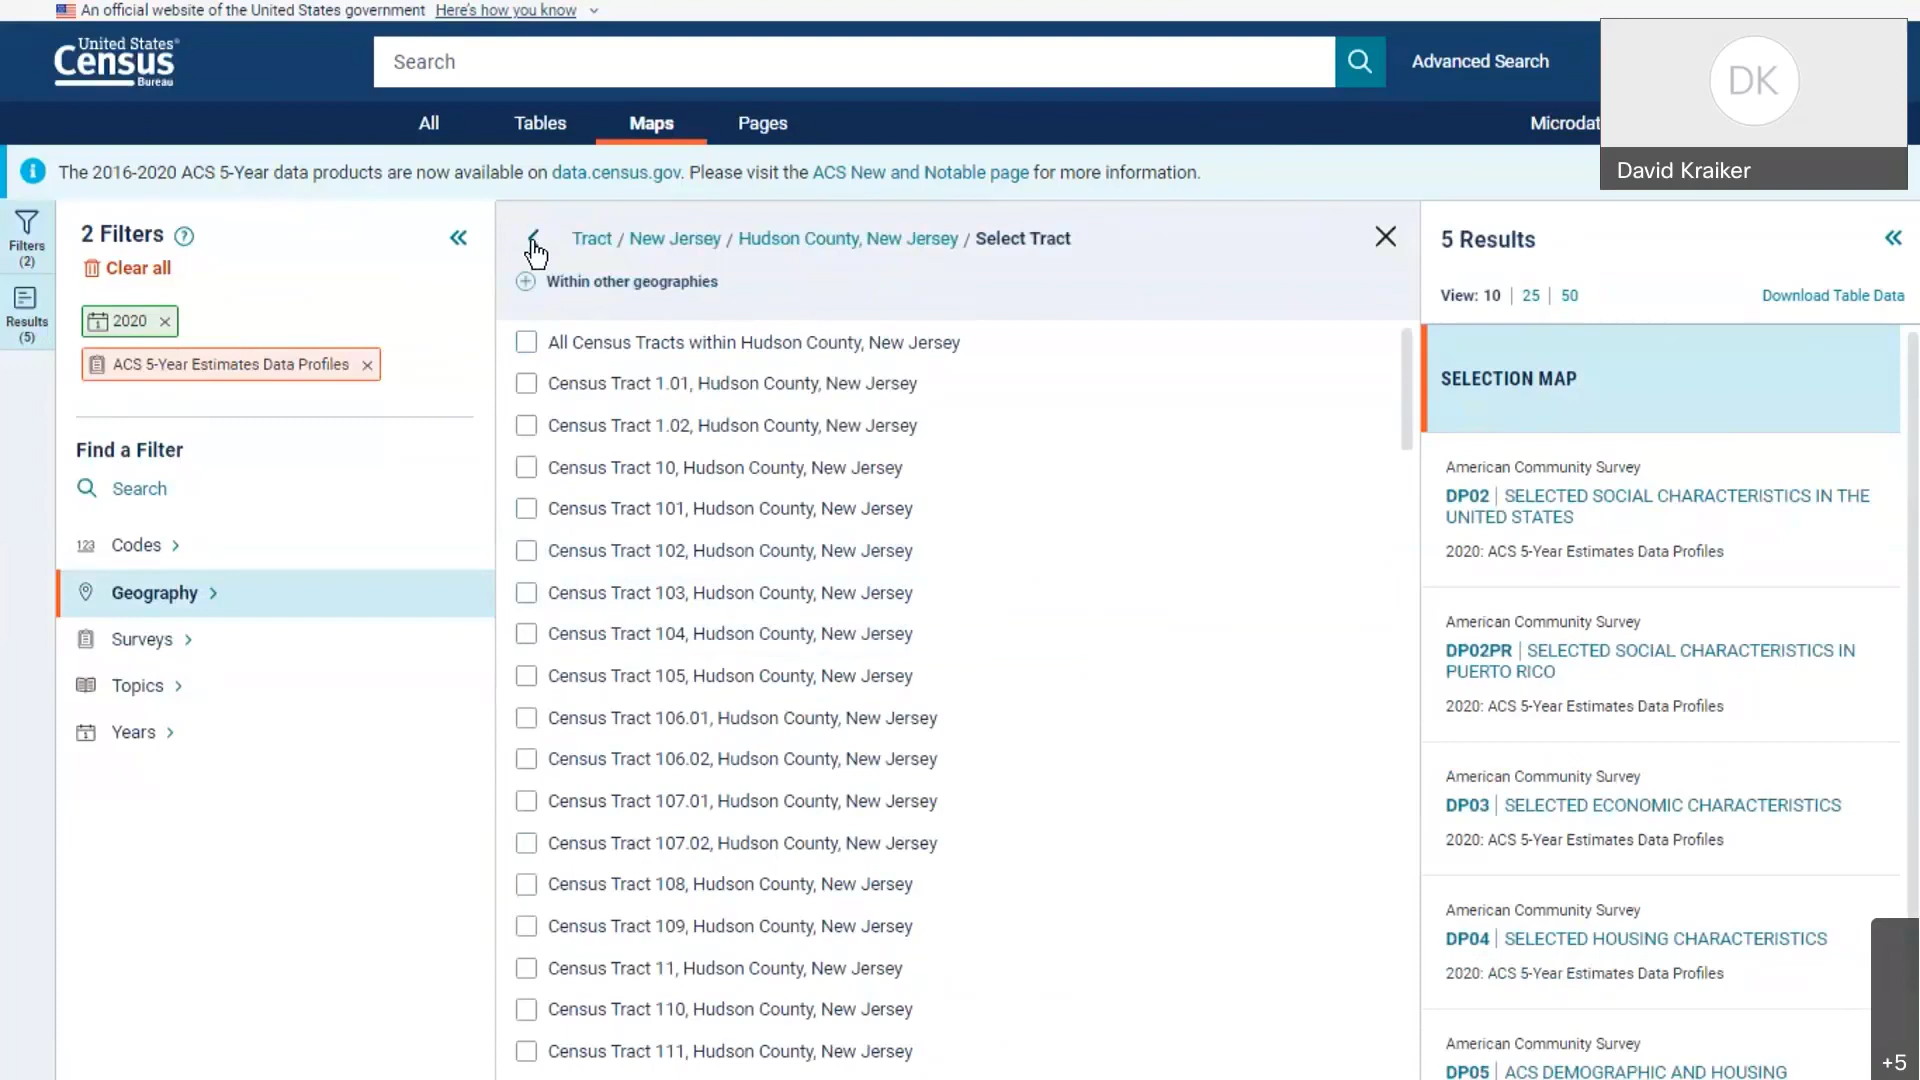 An official website of the United States government Here's how you know
United States®
Census
Bureau
Search
Advanced Search
DK
All Tables Maps Pages
Microdat
David Kraiker
The 2016-2020 ACS 5-Year data products are now available on data.census.gov. Please visit the ACS New and Notable page for more information.
Filters
(2)
Results
(5)
2 Filters
Clear all
2020
ACS 5-Year Estimates Data Profiles
Find a Filter
Search
123 Codes
Geography
Surveys
Topics
Years
Tract / New Jersey / Hudson County, New Jersey / Select Tract
Within other geographies
All Census Tracts within Hudson County, New Jersey
Census Tract 1.01, Hudson County, New Jersey
Census Tract 1.02, Hudson County, New Jersey
Census Tract 10, Hudson County, New Jersey
Census Tract 101, Hudson County, New Jersey
Census Tract 102, Hudson County, New Jersey
Census Tract 103, Hudson County, New Jersey
Census Tract 104, Hudson County, New Jersey
Census Tract 105, Hudson County, New Jersey
Census Tract 106.01, Hudson County, New Jersey
Census Tract 106.02, Hudson County, New Jersey
Census Tract 107.01, Hudson County, New Jersey
Census Tract 107.02, Hudson County, New Jersey
Census Tract 108, Hudson County, New Jersey
Census Tract 109, Hudson County, New Jersey
Census Tract 11, Hudson County, New Jersey
Census Tract 110, Hudson County, New Jersey
Census Tract 111, Hudson County, New Jersey
5 Results
View: 10 | 25 | 50 Download Table Data
SELECTION MAP
American Community Survey
DP02 | SELECTED SOCIAL CHARACTERISTICS IN THE
UNITED STATES
2020: ACS 5-Year Estimates Data Profiles
American Community Survey
DP02PR | SELECTED SOCIAL CHARACTERISTICS IN
PUERTO RICO
2020: ACS 5-Year Estimates Data Profiles
American Community Survey
DP03 | SELECTED ECONOMIC CHARACTERISTICS
2020: ACS 5-Year Estimates Data Profiles
American Community Survey
DP04 | SELECTED HOUSING CHARACTERISTICS
2020: ACS 5-Year Estimates Data Profiles
American Community Survey
DP05 | ACS DEMOGRAPHIC AND HOUSING
+5